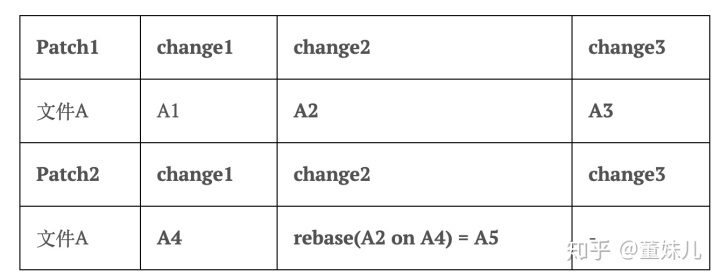 Patch1 change1 change2 change3
文件A A1 A2 A3
Patch2 change1 change2 change3
文件A A4 rebase(A2 on A4) = A5 -
知乎 @董妹儿